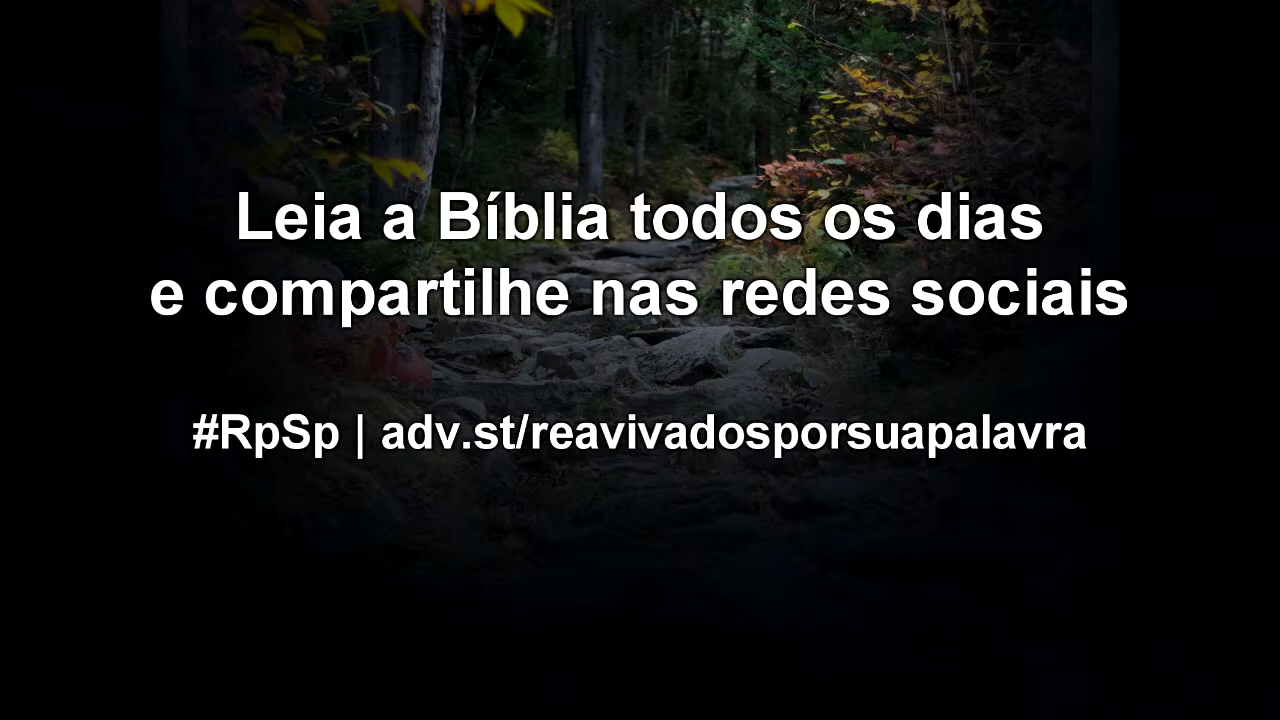 Leia a Bíblia todos os dias
e compartilhe nas redes sociais
#RpSp | adv.st/reavivadosporsuapalavra